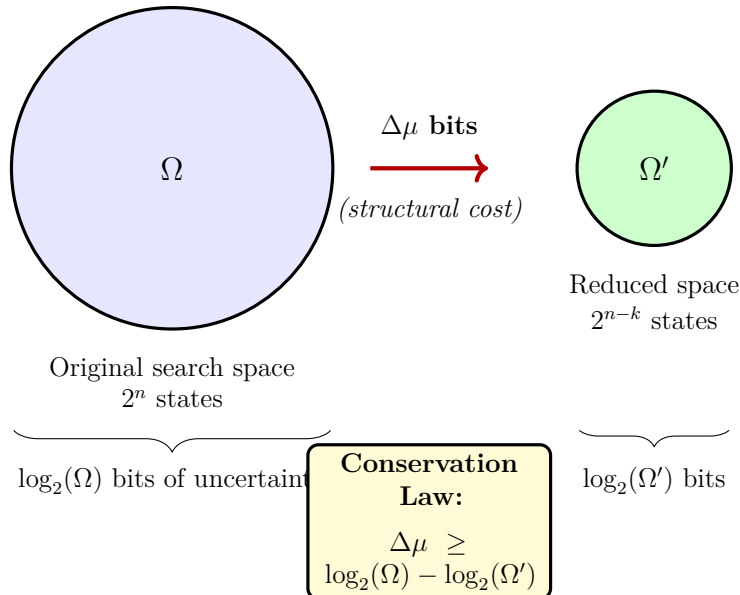 Δμ bits
Ω
Ω′
(structural cost)
Reduced space
2^{n−k} states
Original search space
2^n states
log₂(Ω) bits of uncertaint
log₂(Ω′) bits
Conservation
Law:
Δμ ≥
log₂(Ω) − log₂(Ω′)